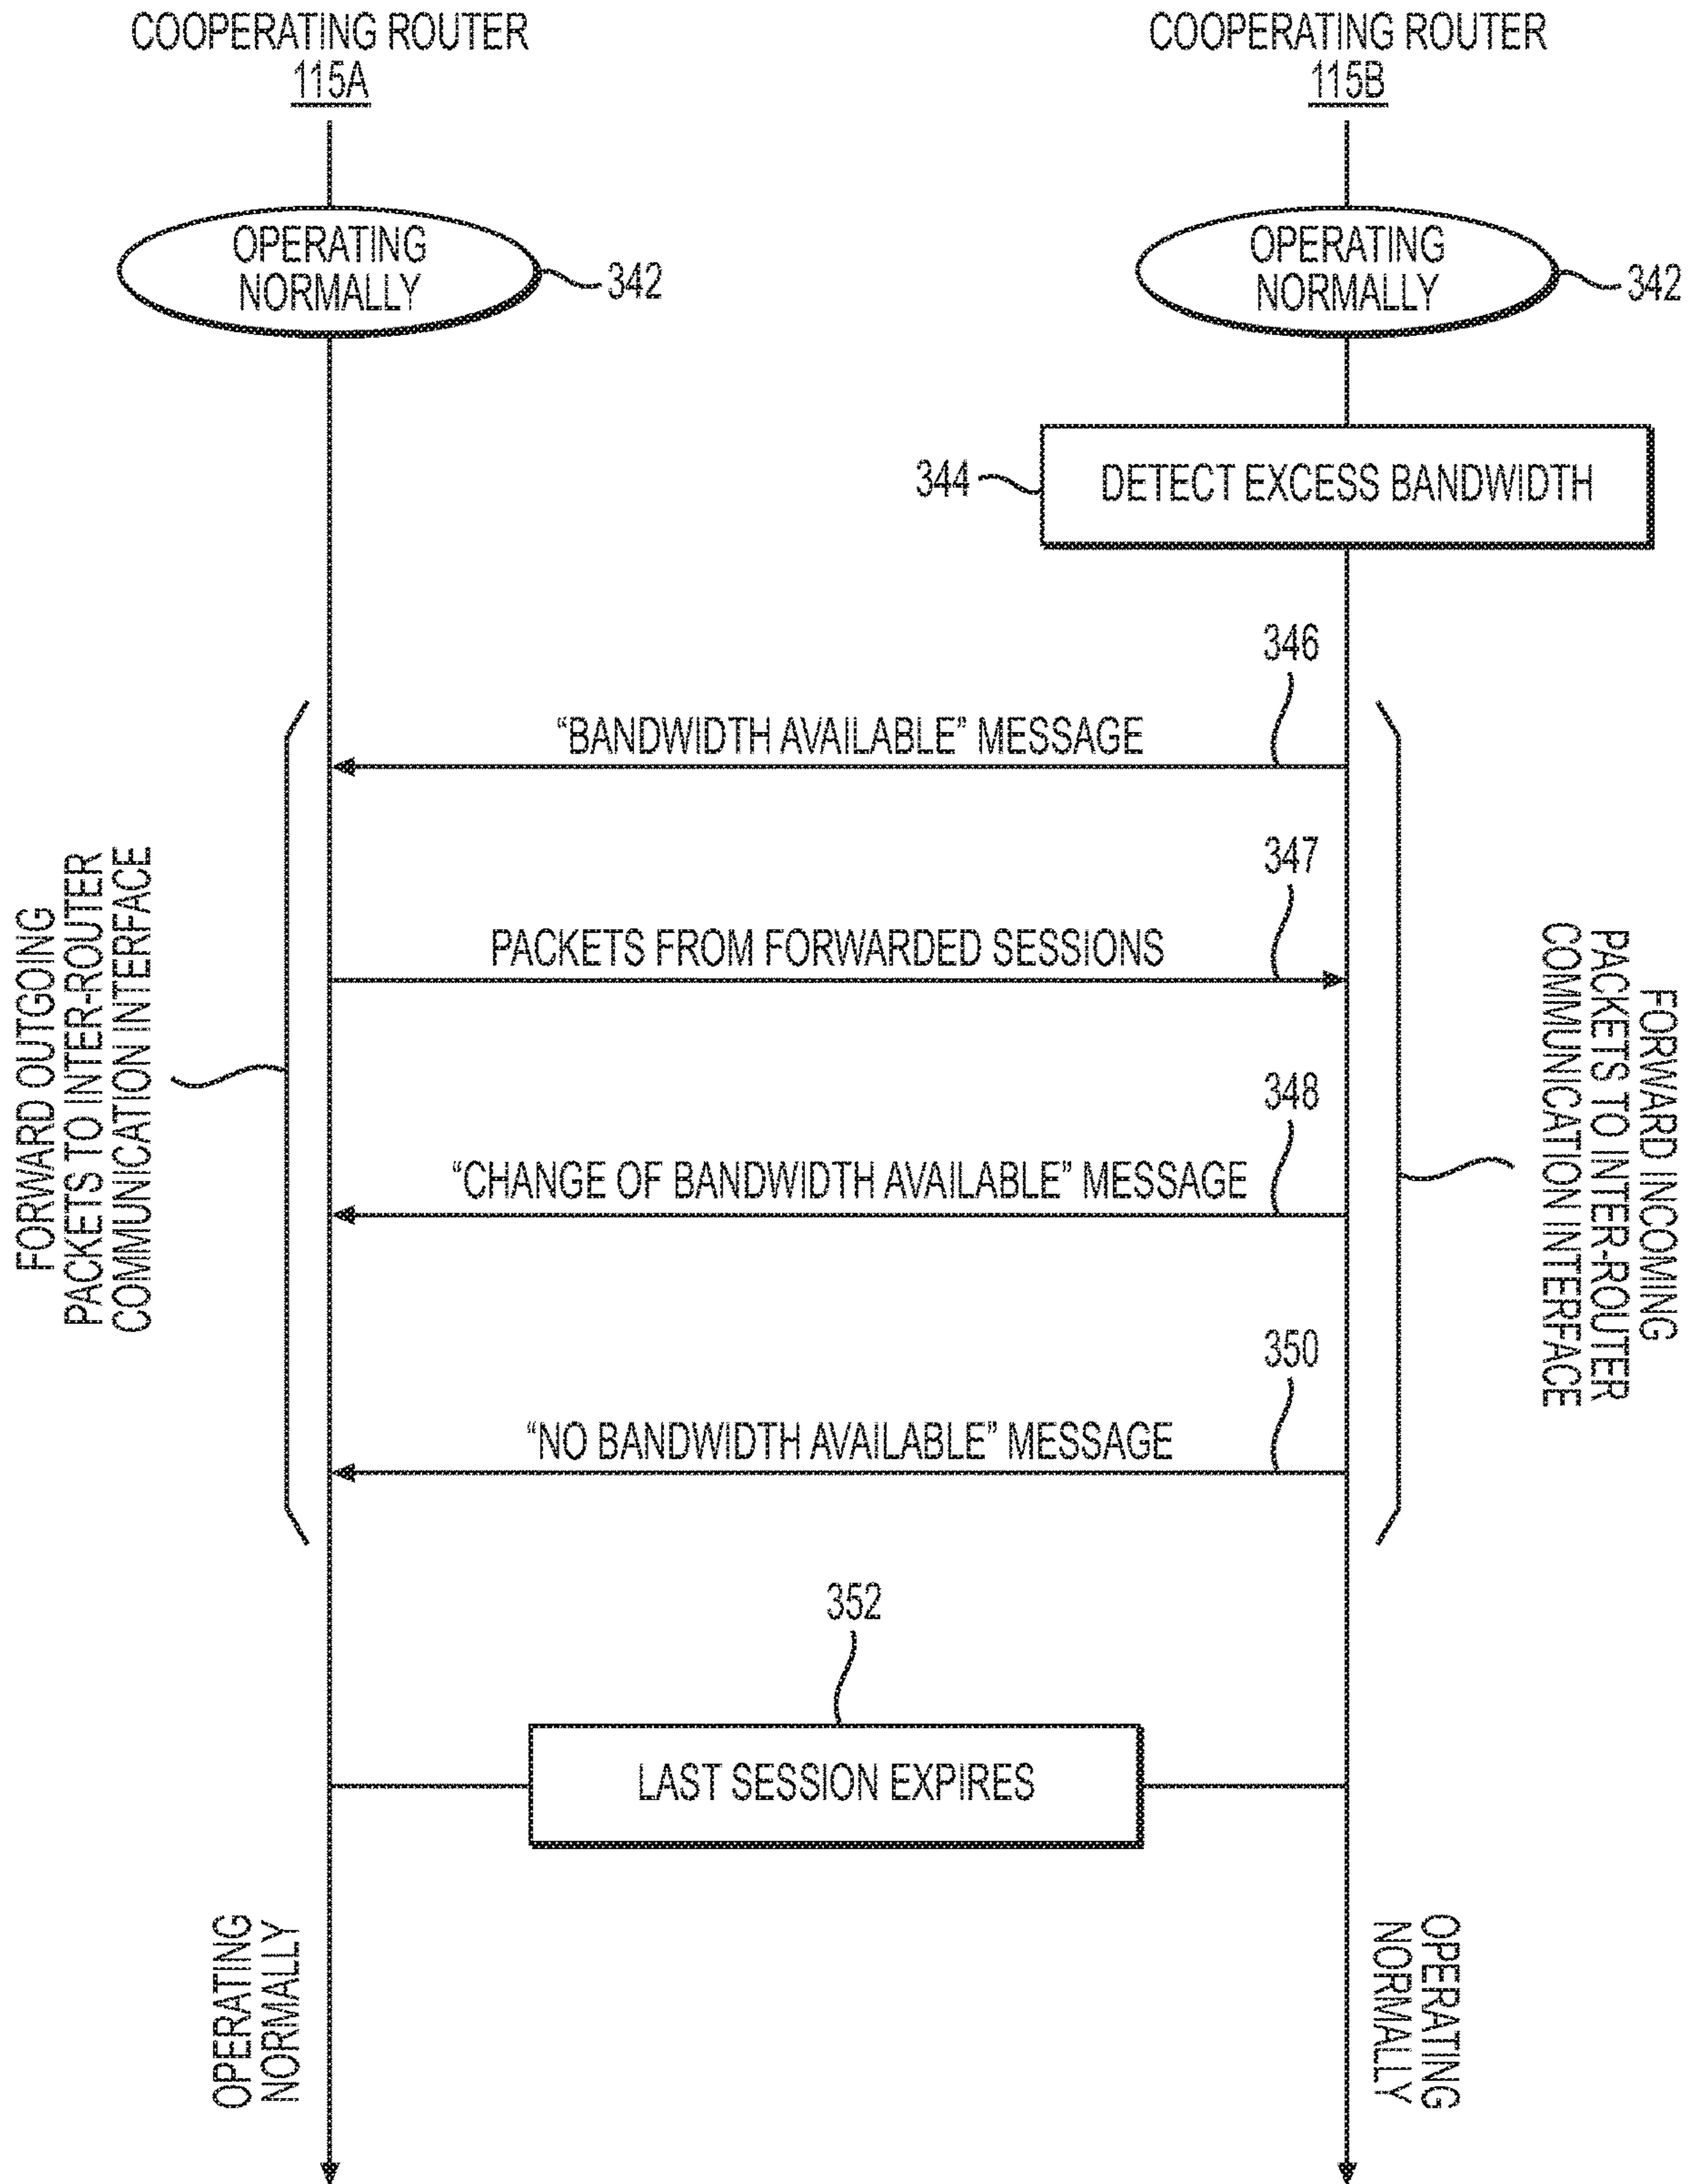 COOPERATING ROUTER
115A
COOPERATING ROUTER
115B
OPERATING
NORMALLY
342
OPERATING
NORMALLY
342
344
DETECT EXCESS BANDWIDTH
346
“BANDWIDTH AVAILABLE” MESSAGE
347
PACKETS FROM FORWARDED SESSIONS
348
“CHANGE OF BANDWIDTH AVAILABLE” MESSAGE
350
“NO BANDWIDTH AVAILABLE” MESSAGE
FORWARD OUTGOING
PACKETS TO INTER-ROUTER
COMMUNICATION INTERFACE
FORWARD INCOMING
PACKETS TO INTER-ROUTER
COMMUNICATION INTERFACE
352
LAST SESSION EXPIRES
OPERATING
NORMALLY
OPERATING
NORMALLY